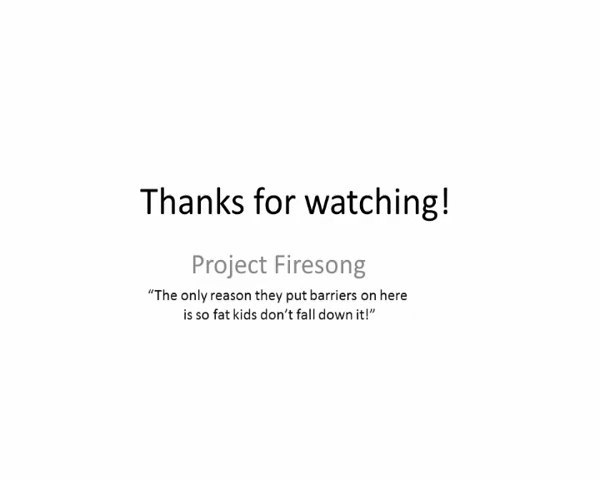 Thanks for watching!
Project Firesong
“The only reason they put barriers on here
is so fat kids don’t fall down it!”